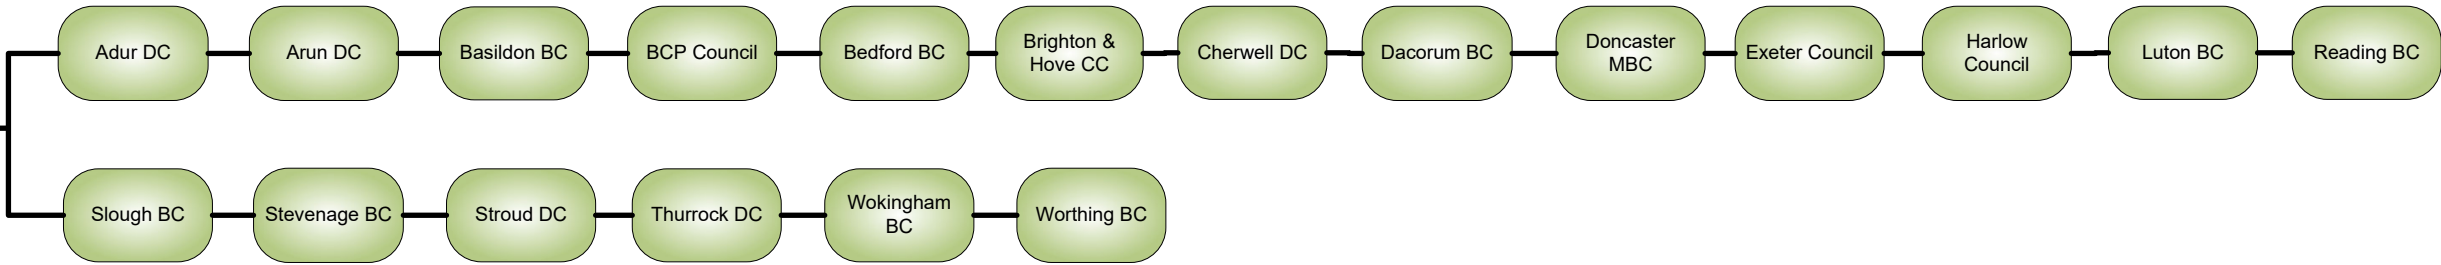 Adur DC
Arun DC
Basildon BC
BCP Council
Bedford BC
Brighton &
Hove CC
Cherwell DC
Dacorum BC
Doncaster
MBC
Exeter Council
Harlow
Council
Luton BC
Reading BC
Slough BC
Stevenage BC
Stroud DC
Thurrock DC
Wokingham
BC
Worthing BC